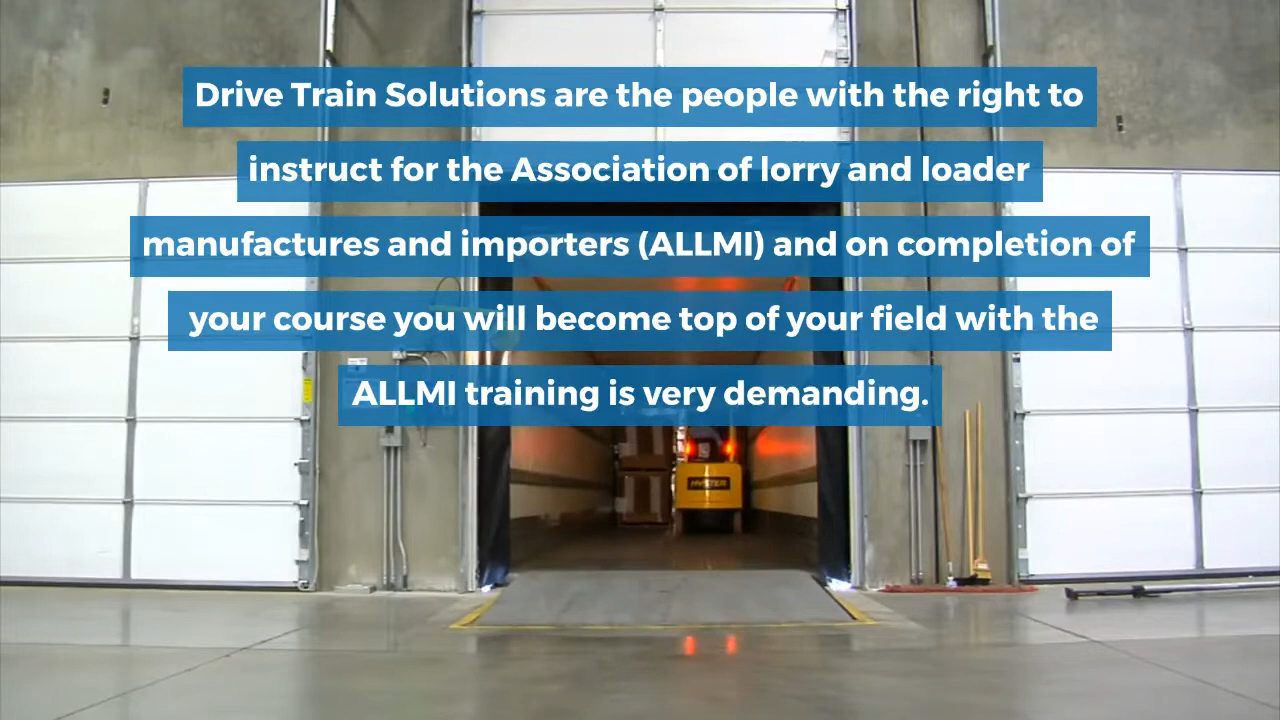 Drive Train Solutions are the people with the right to
instruct for the Association of lorry and loader
manufactures and importers (ALLMI) and on completion of
your course you will become top of your field with the
ALLMI training is very demanding.
HYSTER